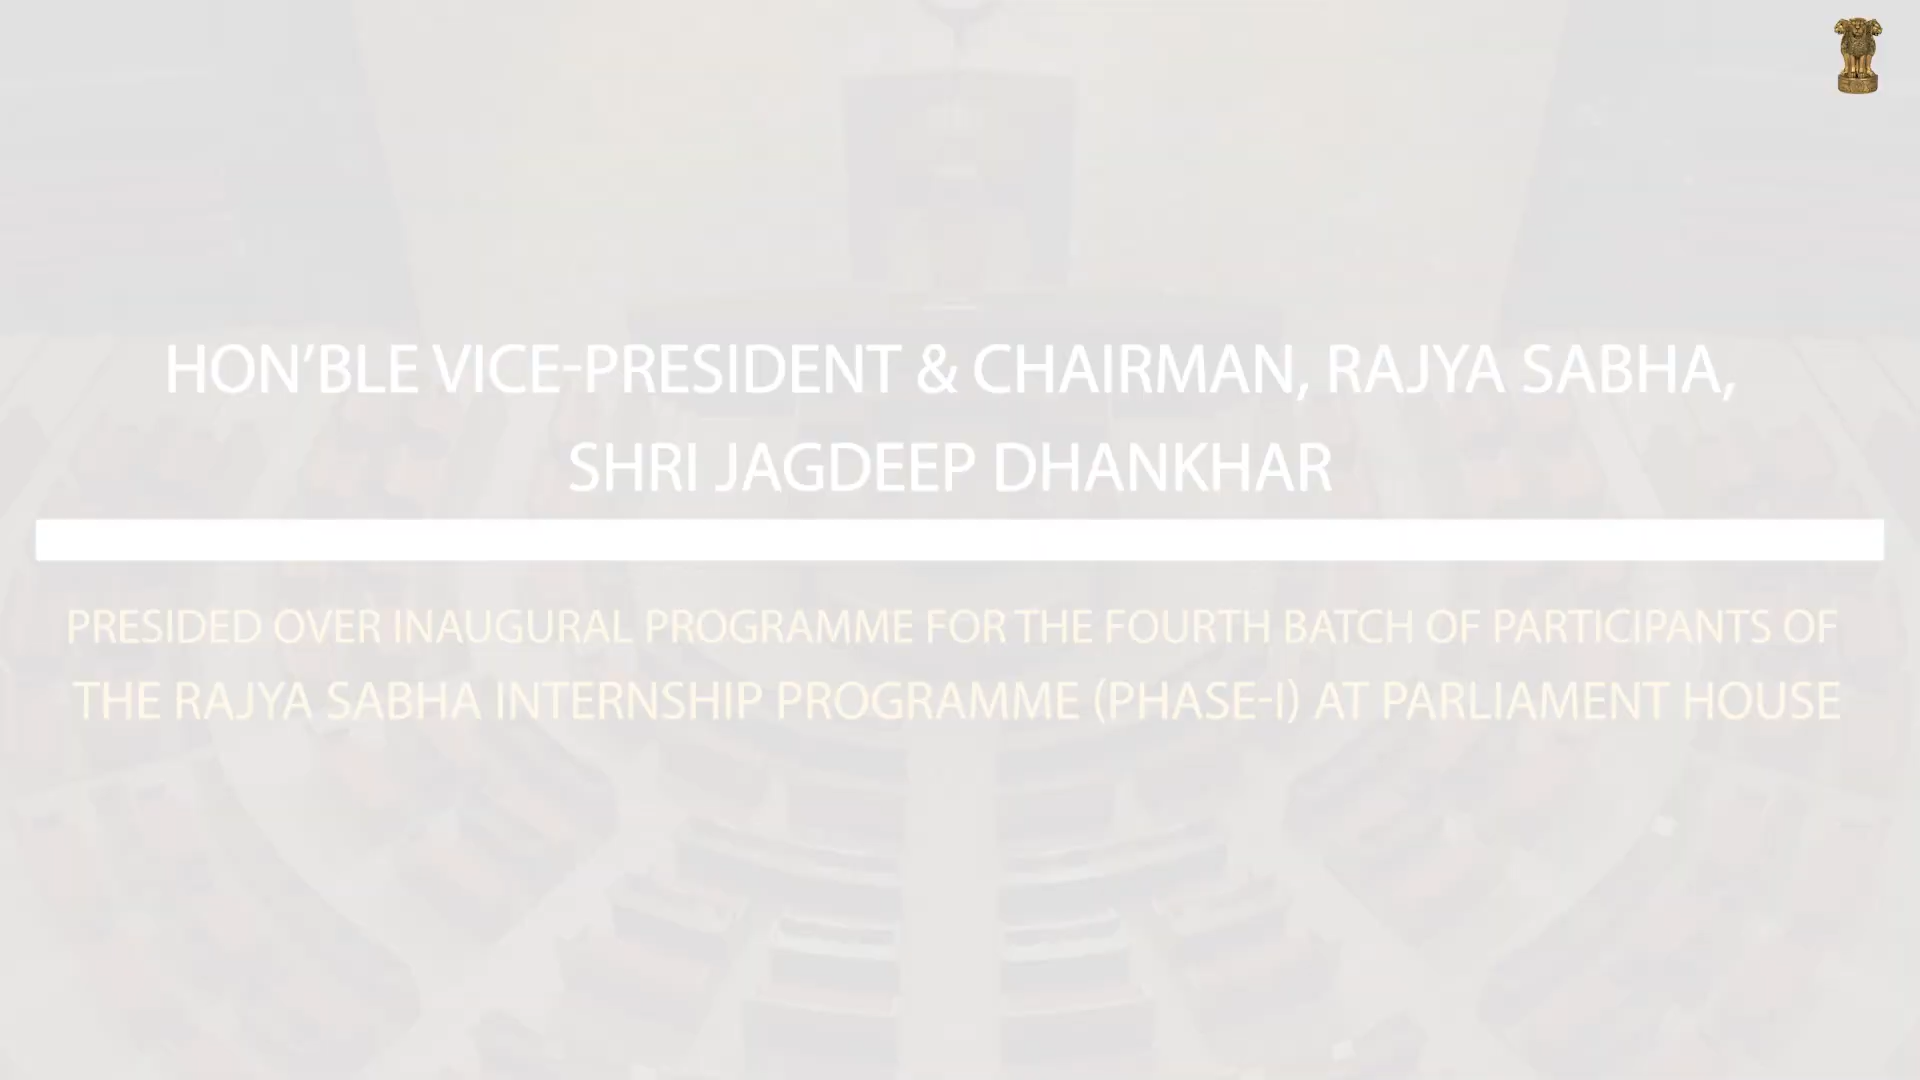 HON’BLE VICE-PRESIDENT & CHAIRMAN, RAJYA SABHA,
SHRI JAGDEEP DHANKHAR
PRESIDED OVER INAUGURAL PROGRAMME FOR THE FOURTH BATCH OF PARTICIPANTS OF
THE RAJYA SABHA INTERNSHIP PROGRAMME (PHASE-I) AT PARLIAMENT HOUSE